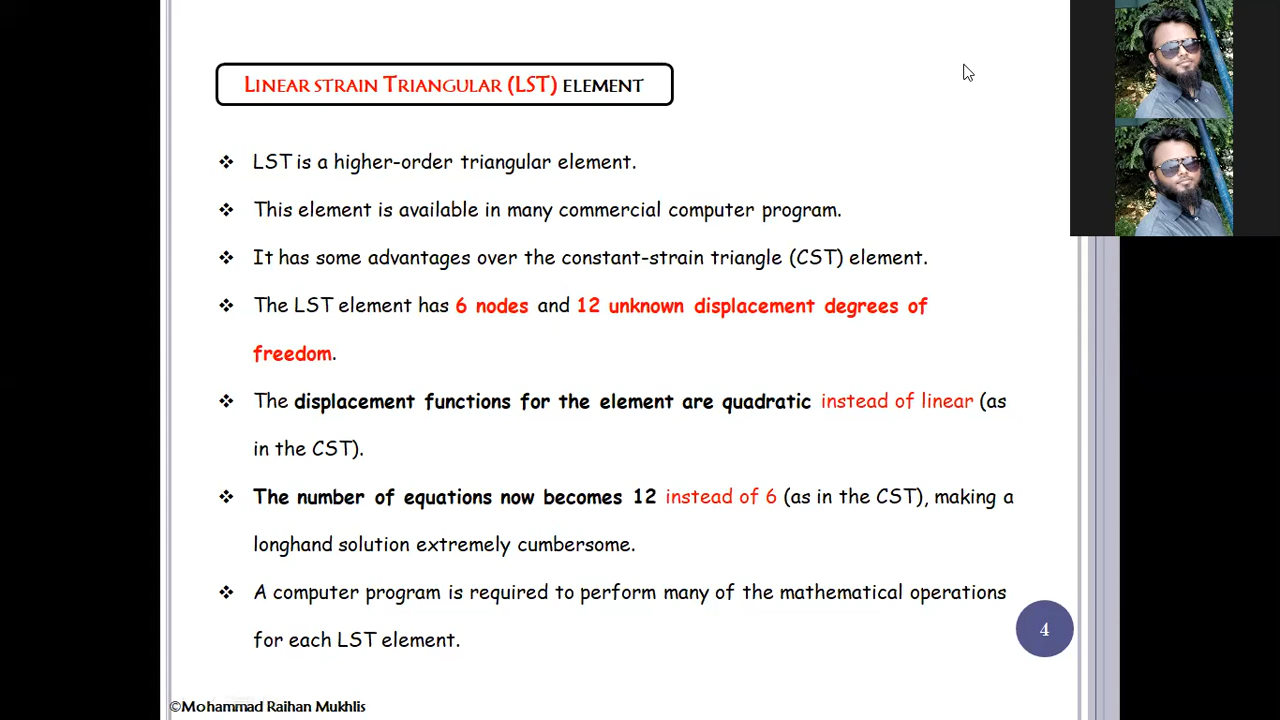 LINEAR STRAIN TRIANGULAR (LST) ELEMENT
❖ LST is a higher-order triangular element.
❖ This element is available in many commercial computer program.
❖ It has some advantages over the constant-strain triangle (CST) element.
❖ The LST element has 6 nodes and 12 unknown displacement degrees of
freedom.
❖ The displacement functions for the element are quadratic instead of linear (as
in the CST).
❖ The number of equations now becomes 12 instead of 6 (as in the CST), making a
longhand solution extremely cumbersome.
❖ A computer program is required to perform many of the mathematical operations
for each LST element.
4
©Mohammad Raihan Mukhlis